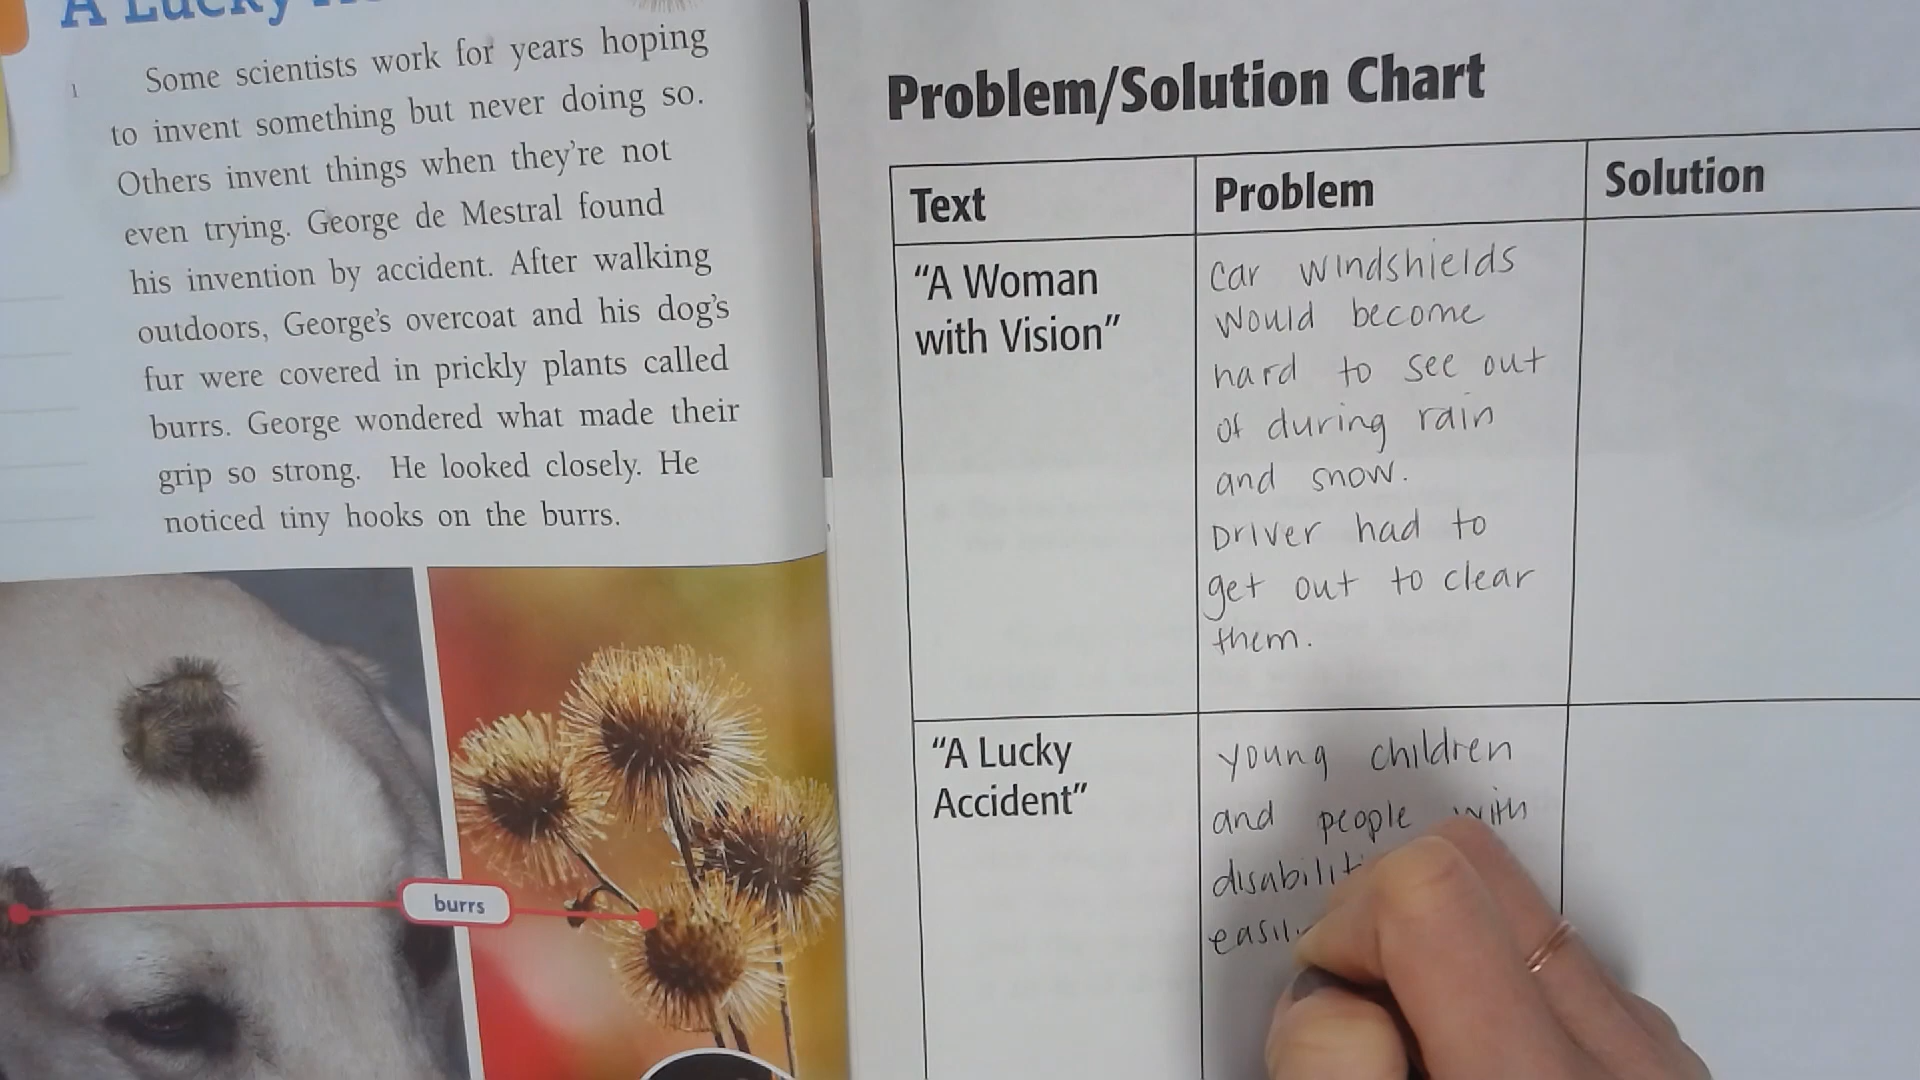 A Lucky
1 Some scientists work for years hoping
to invent something but never doing so.
Others invent things when they're not
even trying. George de Mestral found
his invention by accident. After walking
outdoors, George's overcoat and his dog's
fur were covered in prickly plants called
burrs. George wondered what made their
grip so strong. He looked closely. He
noticed tiny hooks on the burrs.
burrs
Problem/Solution Chart
Text
Problem
Solution
"A Woman
with Vision"
Car windshields
would become
hard to see out
of during rain
and snow.
Driver had to
get out to clear
them.
"A Lucky
Accident"
young children
and people with